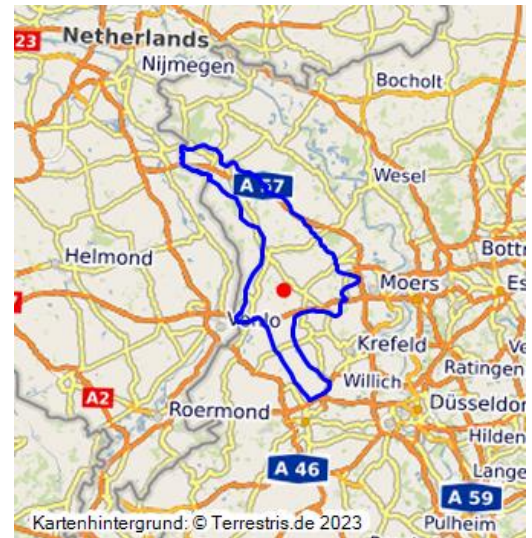 23
Netherlands
Nijmegen
Bocholt
A 57
Wesel
Helmond
Bottr
Moers
Es
Venlo
Krefeld
Ratingen
Willich
A2
Roermond
Düsseldor
Hilden
A 46
Lange
A 59
Pulheim
Kartenhintergrund: © Terrestris.de 2023